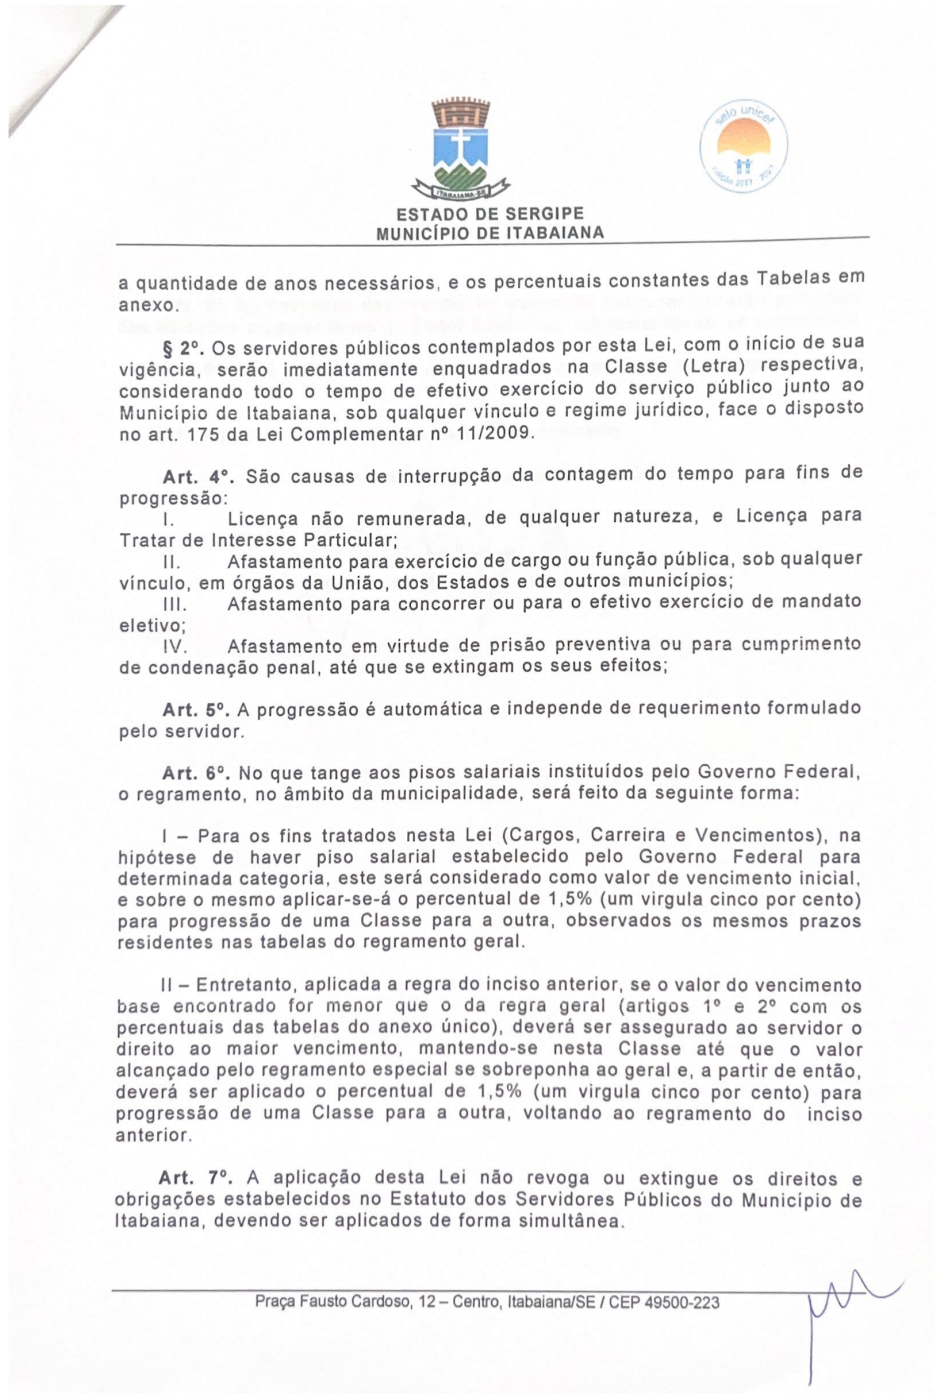 ITABAIANA-SE
selo unicef
edição 2017 - 2021
ESTADO DE SERGIPE
MUNICÍPIO DE ITABAIANA
a quantidade de anos necessários, e os percentuais constantes das Tabelas em
anexo.
§ 2º. Os servidores públicos contemplados por esta Lei, com o início de sua
vigência, serão imediatamente enquadrados na Classe (Letra) respectiva,
considerando todo o tempo de efetivo exercício do serviço público junto ao
Município de Itabaiana, sob qualquer vínculo e regime jurídico, face o disposto
no art. 175 da Lei Complementar nº 11/2009.
Art. 4º. São causas de interrupção da contagem do tempo para fins de
progressão:
I. Licença não remunerada, de qualquer natureza, e Licença para
Tratar de Interesse Particular;
II. Afastamento para exercício de cargo ou função pública, sob qualquer
vínculo, em órgãos da União, dos Estados e de outros municípios;
III. Afastamento para concorrer ou para o efetivo exercício de mandato
eletivo;
IV. Afastamento em virtude de prisão preventiva ou para cumprimento
de condenação penal, até que se extingam os seus efeitos;
Art. 5º. A progressão é automática e independe de requerimento formulado
pelo servidor.
Art. 6º. No que tange aos pisos salariais instituídos pelo Governo Federal,
o regramento, no âmbito da municipalidade, será feito da seguinte forma:
I – Para os fins tratados nesta Lei (Cargos, Carreira e Vencimentos), na
hipótese de haver piso salarial estabelecido pelo Governo Federal para
determinada categoria, este será considerado como valor de vencimento inicial,
e sobre o mesmo aplicar-se-á o percentual de 1,5% (um virgula cinco por cento)
para progressão de uma Classe para a outra, observados os mesmos prazos
residentes nas tabelas do regramento geral.
II – Entretanto, aplicada a regra do inciso anterior, se o valor do vencimento
base encontrado for menor que o da regra geral (artigos 1º e 2º com os
percentuais das tabelas do anexo único), deverá ser assegurado ao servidor o
direito ao maior vencimento, mantendo-se nesta Classe até que o valor
alcançado pelo regramento especial se sobreponha ao geral e, a partir de então,
deverá ser aplicado o percentual de 1,5% (um virgula cinco por cento) para
progressão de uma Classe para a outra, voltando ao regramento do inciso
anterior.
Art. 7º. A aplicação desta Lei não revoga ou extingue os direitos e
obrigações estabelecidos no Estatuto dos Servidores Públicos do Município de
Itabaiana, devendo ser aplicados de forma simultânea.
Praça Fausto Cardoso, 12 – Centro, Itabaiana/SE / CEP 49500-223